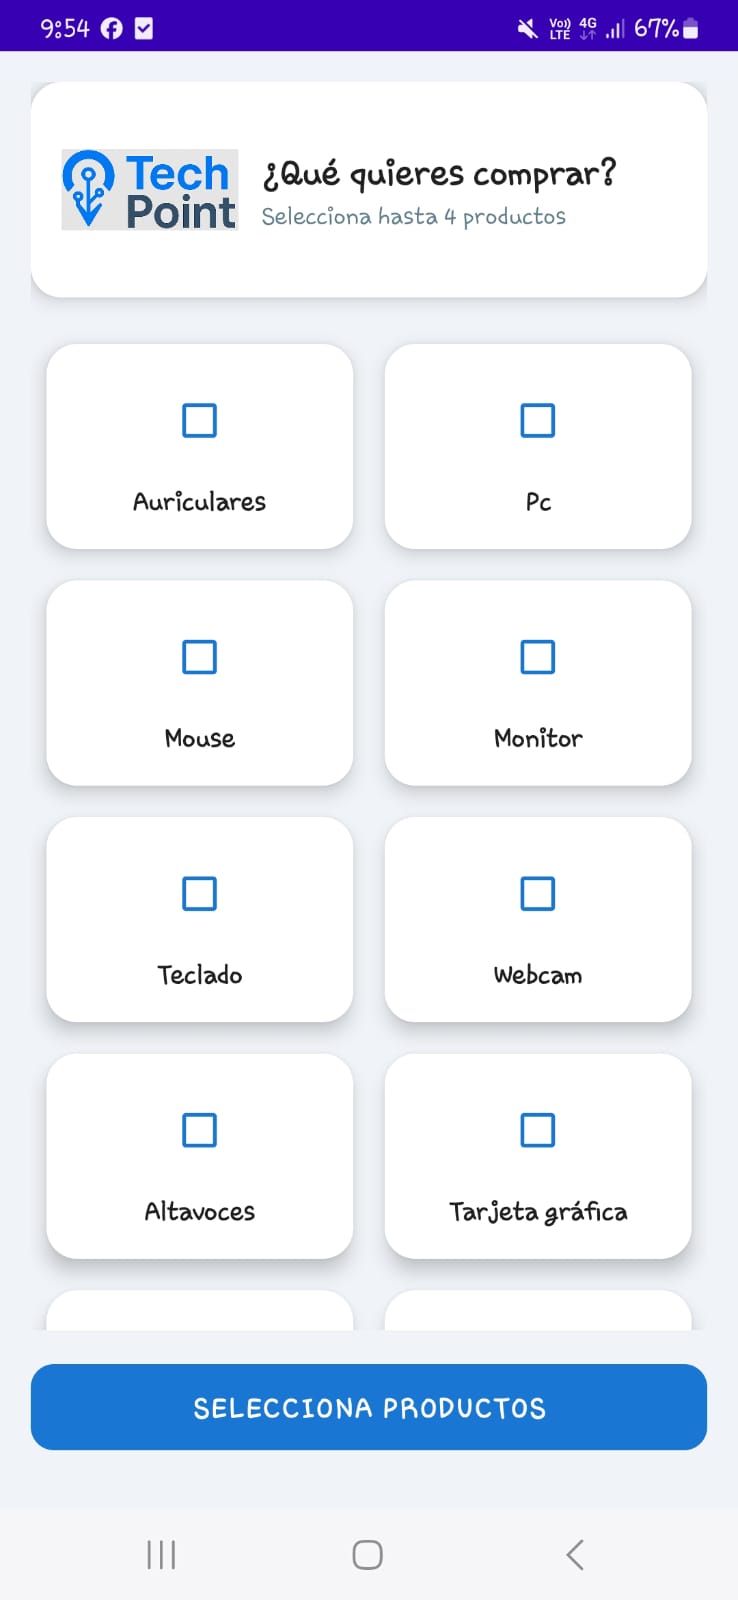 9:54
Vo)) LTE 4G 67%
Tech
Point
¿Qué quieres comprar?
Selecciona hasta 4 productos
Auriculares
Pc
Mouse
Monitor
Teclado
Webcam
Altavoces
Tarjeta gráfica
SELECCIONA PRODUCTOS